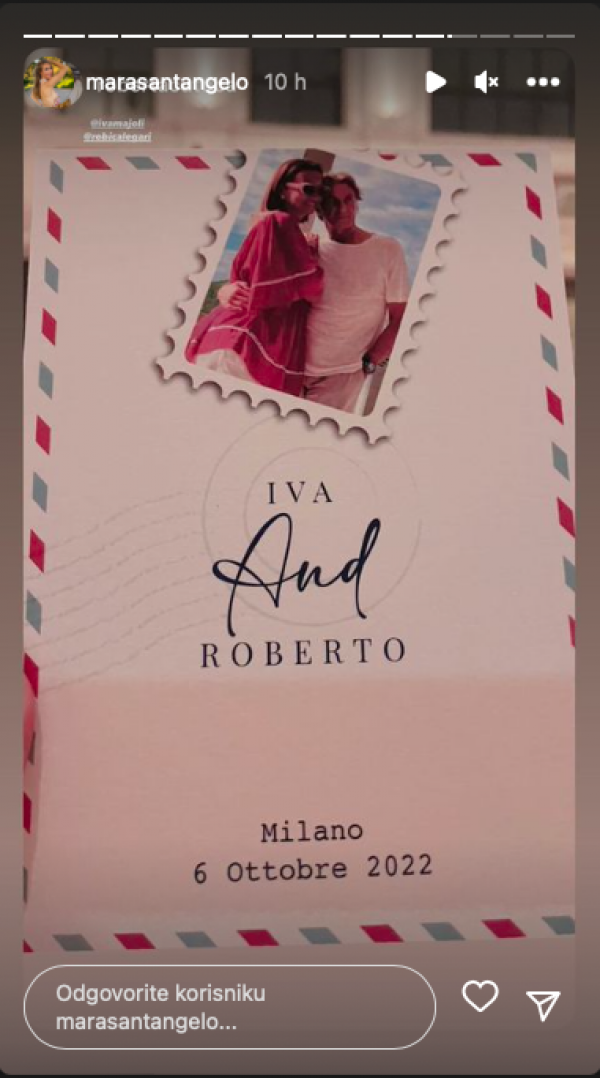 marasantangelo 10 h
@ivamajoli
@robicalegari
IVA
And
ROBERTO
Milano
6 Ottobre 2022
Odgovorite korisniku
marasantangelo...